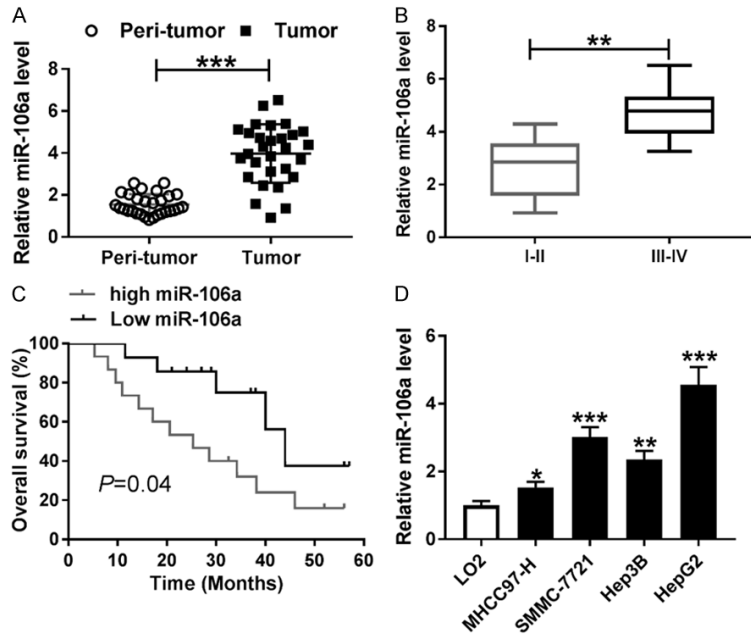 A
Peri-tumor Tumor
***
Relative miR-106a level
8
6
4
2
0
Peri-tumor Tumor
B
**
Relative miR-106a level
8
6
4
2
0
I-II III-IV
C
high miR-106a
Low miR-106a
Overall survival (%)
100
80
60
40
20
0
P=0.04
0 10 20 30 40 50 60
Time (Months)
D
Relative miR-106a level
6
4
2
0
* *** ** ***
LO2 MHCC97-H SMMC-7721 Hep3B HepG2